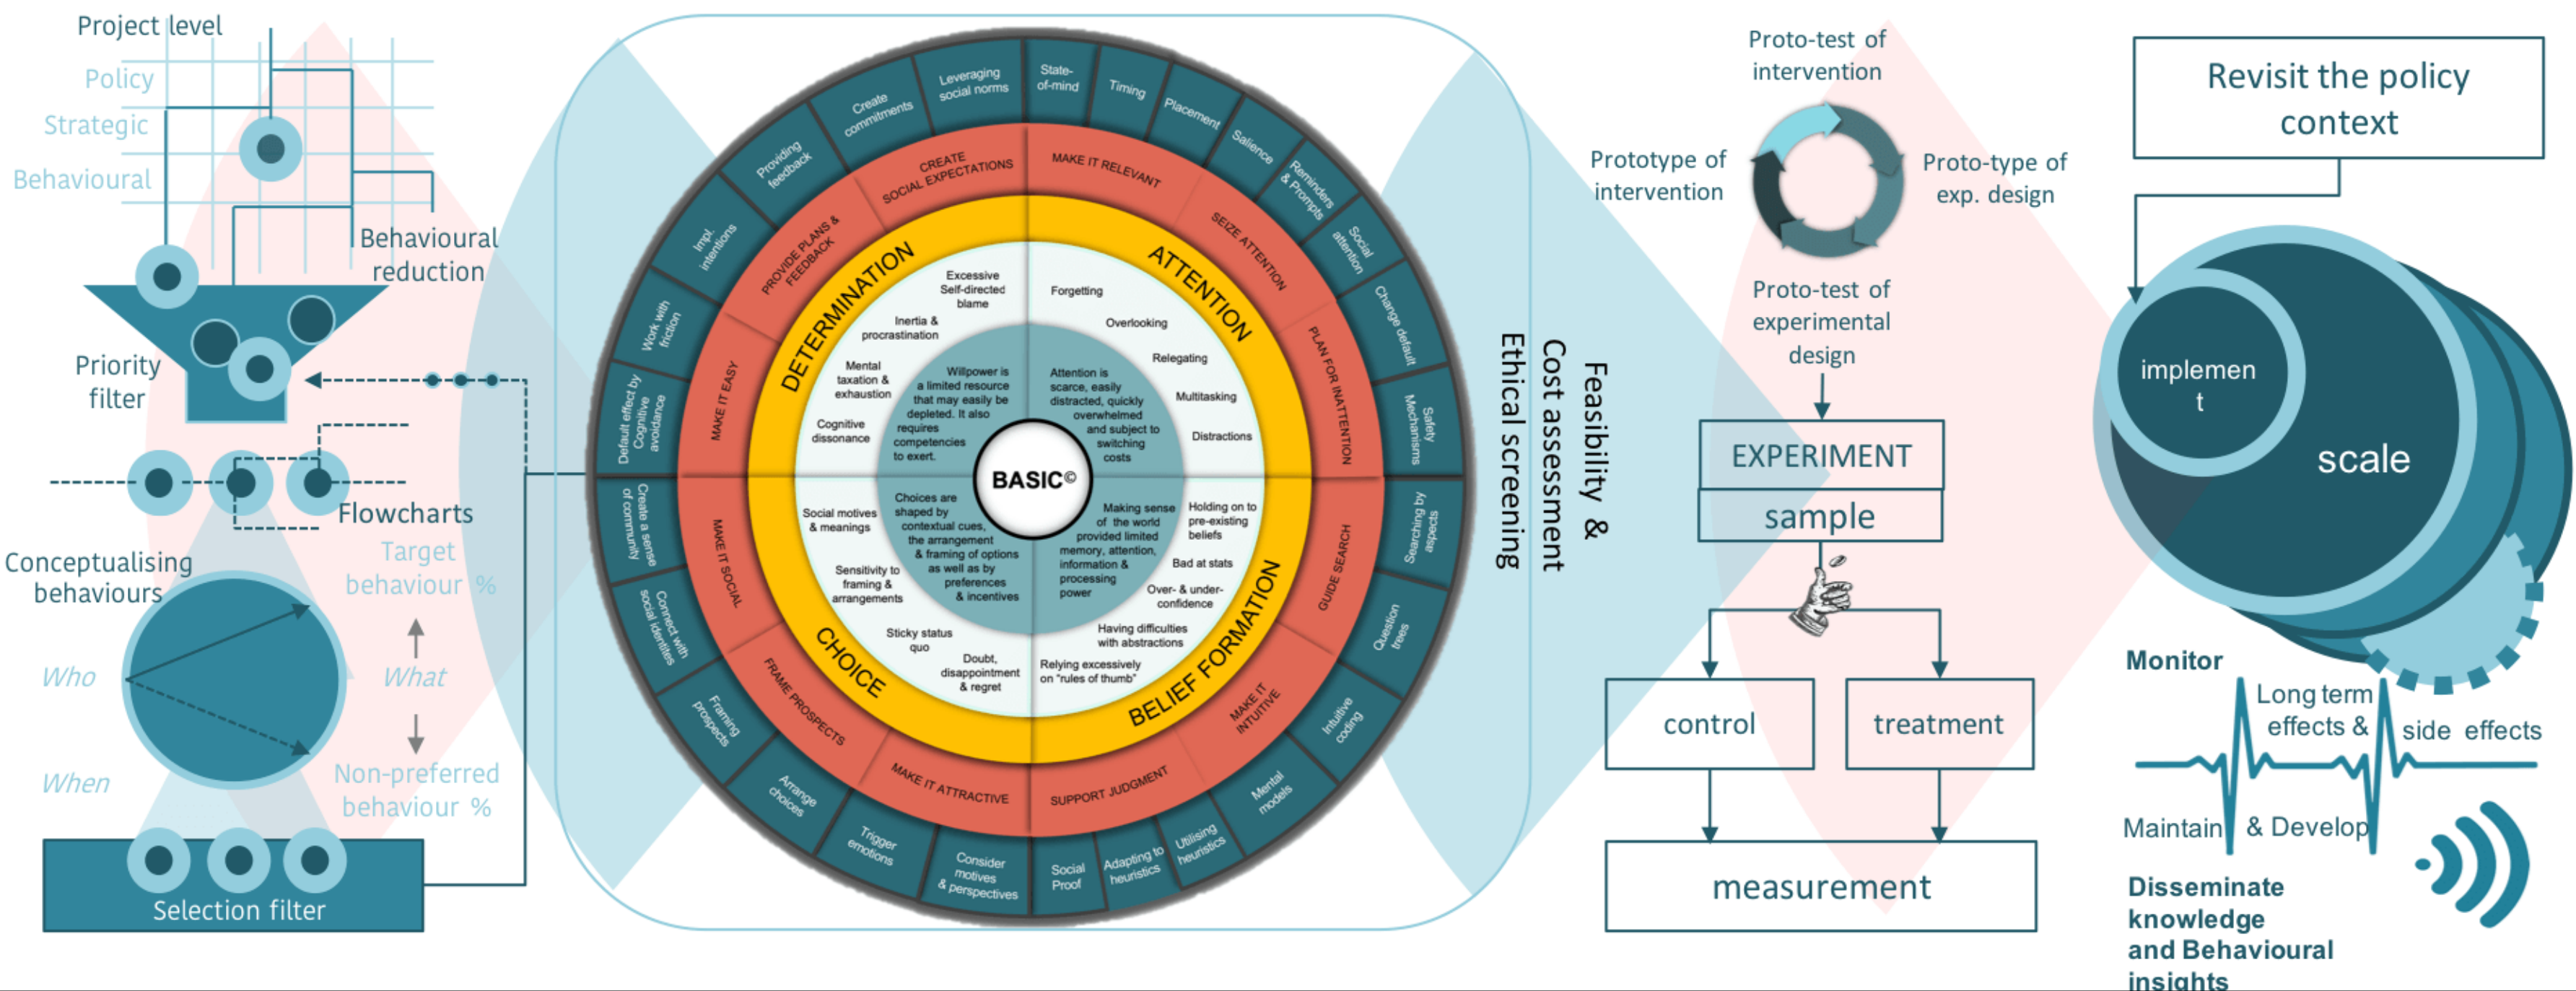 Project level
Policy
Strategic
Behavioural
Behavioural
reduction
Priority
filter
Flowcharts
Conceptualising
behaviours
Target
behaviour %
Who
What
When
Non-preferred
behaviour %
Selection filter
BASIC©
ATTENTION
Attention is
scarce, easily
distracted, quickly
overwhelmed
and subject to
switching
costs
Forgetting
Overlooking
Relegating
Multitasking
Distractions
MAKE IT RELEVANT
State-
of-mind
Timing
Placement
SEIZE ATTENTION
Salience
Reminders
& Prompts
Social
attention
PLAN FOR INATTENTION
Change default
Safety
Mechanisms
BELIEF FORMATION
Making sense
of the world
provided limited
memory, attention,
information &
processing
power
Holding on to
pre-existing
beliefs
Bad at stats
Over- & under-
confidence
Having difficulties
with abstractions
Relying excessively
on “rules of thumb”
GUIDE SEARCH
Searching by
aspects
Question
trees
MAKE IT
INTUITIVE
Intuitive
coding
Mental
models
SUPPORT JUDGMENT
Utilising
heuristics
Adapting to
heuristics
Social
Proof
CHOICE
Choices are
shaped by
contextual cues,
the arrangement
& framing of options
as well as by
preferences
& incentives
Social motives
& meanings
Sensitivity to
framing &
arrangements
Sticky status
quo
Doubt,
disappointment
& regret
MAKE IT ATTRACTIVE
Consider
motives
& perspectives
Trigger
emotions
FRAME PROSPECTS
Arrange
choices
Framing
prospects
MAKE IT SOCIAL
Connect with
social identites
Create a sense
of community
DETERMINATION
Willpower is
a limited resource
that may easily be
depleted. It also
requires
competencies
to exert.
Excessive
Self-directed
blame
Inertia &
procrastination
Mental
taxation &
exhaustion
Cognitive
dissonance
MAKE IT EASY
Default effect by
Cognitive
avoidance
Work with
friction
PROVIDE PLANS &
FEEDBACK
Impl.
intentions
Providing
feedback
CREATE
SOCIAL EXPECTATIONS
Create
commitments
Leveraging
social norms
Feasibility &
Cost assessment
Ethical screening
Proto-test of
intervention
Prototype of
intervention
Proto-type of
exp. design
Proto-test of
experimental
design
EXPERIMENT
sample
control
treatment
measurement
Revisit the policy
context
implemen
t
scale
Monitor
Long term
effects &
side effects
Maintain
& Develop
Disseminate
knowledge
and Behavioural
insights